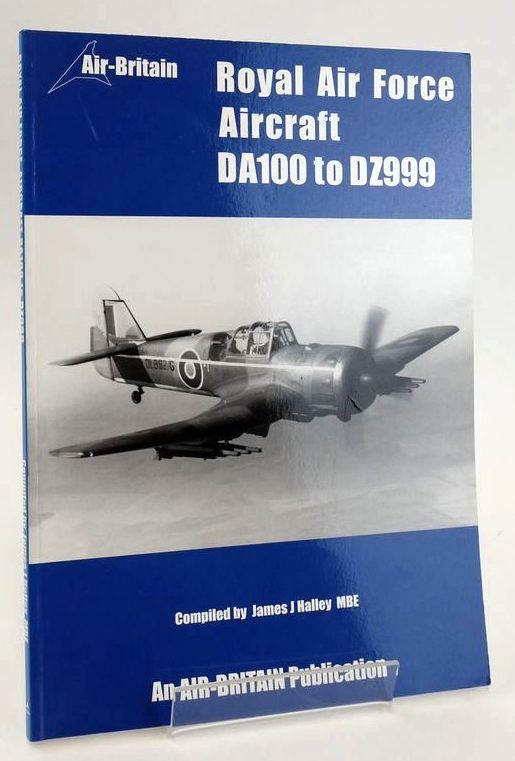 Air-Britain
Royal Air Force
Aircraft
DA100 to DZ999
Compiled by James J Halley MBE
An AIR-BRITAIN Publication